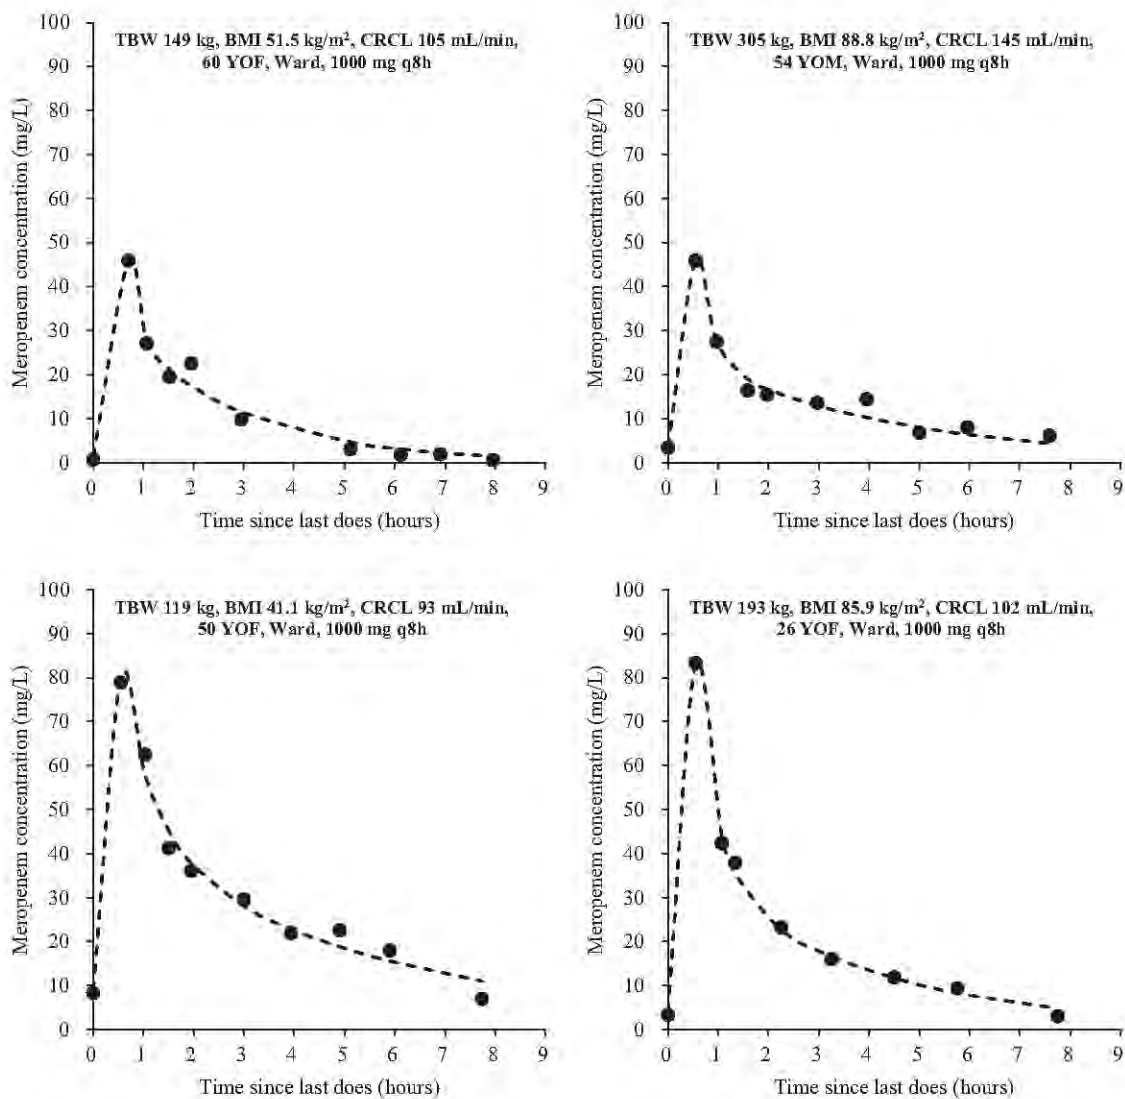 TBW 149 kg, BMI 51.5 kg/m², CRCL 105 mL/min,
60 YOF, Ward, 1000 mg q8h
Meropenem concentration (mg/L)
100
90
80
70
60
50
40
30
20
10
0
0 1 2 3 4 5 6 7 8 9
Time since last does (hours)
TBW 305 kg, BMI 88.8 kg/m², CRCL 145 mL/min,
54 YOM, Ward, 1000 mg q8h
Meropenem concentration (mg/L)
100
90
80
70
60
50
40
30
20
10
0
0 1 2 3 4 5 6 7 8 9
Time since last does (hours)
TBW 119 kg, BMI 41.1 kg/m², CRCL 93 mL/min,
50 YOF, Ward, 1000 mg q8h
Meropenem concentration (mg/L)
100
90
80
70
60
50
40
30
20
10
0
0 1 2 3 4 5 6 7 8 9
Time since last does (hours)
TBW 193 kg, BMI 85.9 kg/m², CRCL 102 mL/min,
26 YOF, Ward, 1000 mg q8h
Meropenem concentration (mg/L)
100
90
80
70
60
50
40
30
20
10
0
0 1 2 3 4 5 6 7 8 9
Time since last does (hours)